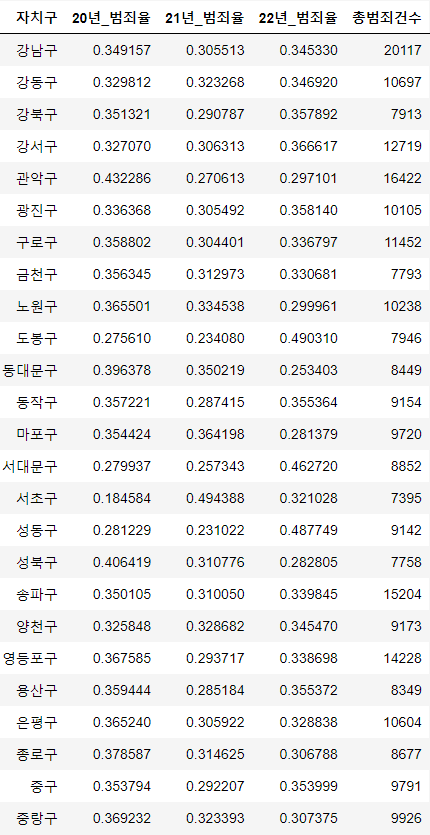 자치구 20년_범죄율 21년_범죄율 22년_범죄율 총범죄건수
강남구 0.349157 0.305513 0.345330 20117
강동구 0.329812 0.323268 0.346920 10697
강북구 0.351321 0.290787 0.357892 7913
강서구 0.327070 0.306313 0.366617 12719
관악구 0.432286 0.270613 0.297101 16422
광진구 0.336368 0.305492 0.358140 10105
구로구 0.358802 0.304401 0.336797 11452
금천구 0.356345 0.312973 0.330681 7793
노원구 0.365501 0.334538 0.299961 10238
도봉구 0.275610 0.234080 0.490310 7946
동대문구 0.396378 0.350219 0.253403 8449
동작구 0.357221 0.287415 0.355364 9154
마포구 0.354424 0.364198 0.281379 9720
서대문구 0.279937 0.257343 0.462720 8852
서초구 0.184584 0.494388 0.321028 7395
성동구 0.281229 0.231022 0.487749 9142
성북구 0.406419 0.310776 0.282805 7758
송파구 0.350105 0.310050 0.339845 15204
양천구 0.325848 0.328682 0.345470 9173
영등포구 0.367585 0.293717 0.338698 14228
용산구 0.359444 0.285184 0.355372 8349
은평구 0.365240 0.305922 0.328838 10604
종로구 0.378587 0.314625 0.306788 8677
중구 0.353794 0.292207 0.353999 9791
중랑구 0.369232 0.323393 0.307375 9926